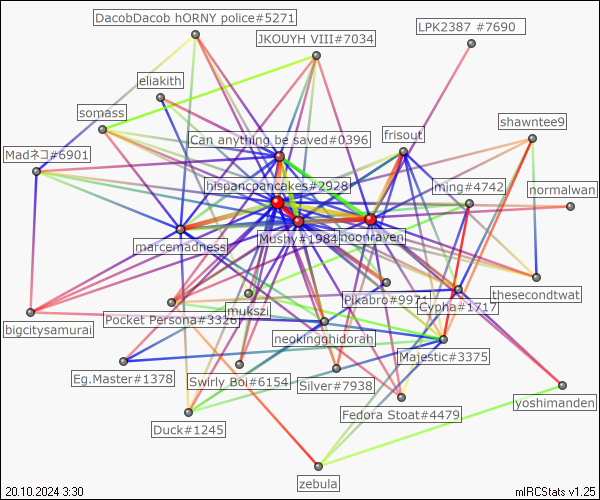 DacobDacob hORNY police#5271
LPK2387 #7690
JKOUYH VIII#7034
eliakith
somass
shawntee9
Can anything be saved#0396
frisout
Madネコ#6901
hispancpancakes#2928
ming#4742
normalwan
Mushy#1984
noonraven
marcemadness
Pikabro#9971
thesecondtwat
Cypha#1717
mukszi
Pocket Persona#3326
bigcitysamurai
neokingghidorah
Majestic#3375
Eg.Master#1378
Swirly Boi#6154
Silver#7938
yoshimanden
Fedora Stoat#4479
Duck#1245
zebula
20.10.2024 3:30
mIRCStats v1.25